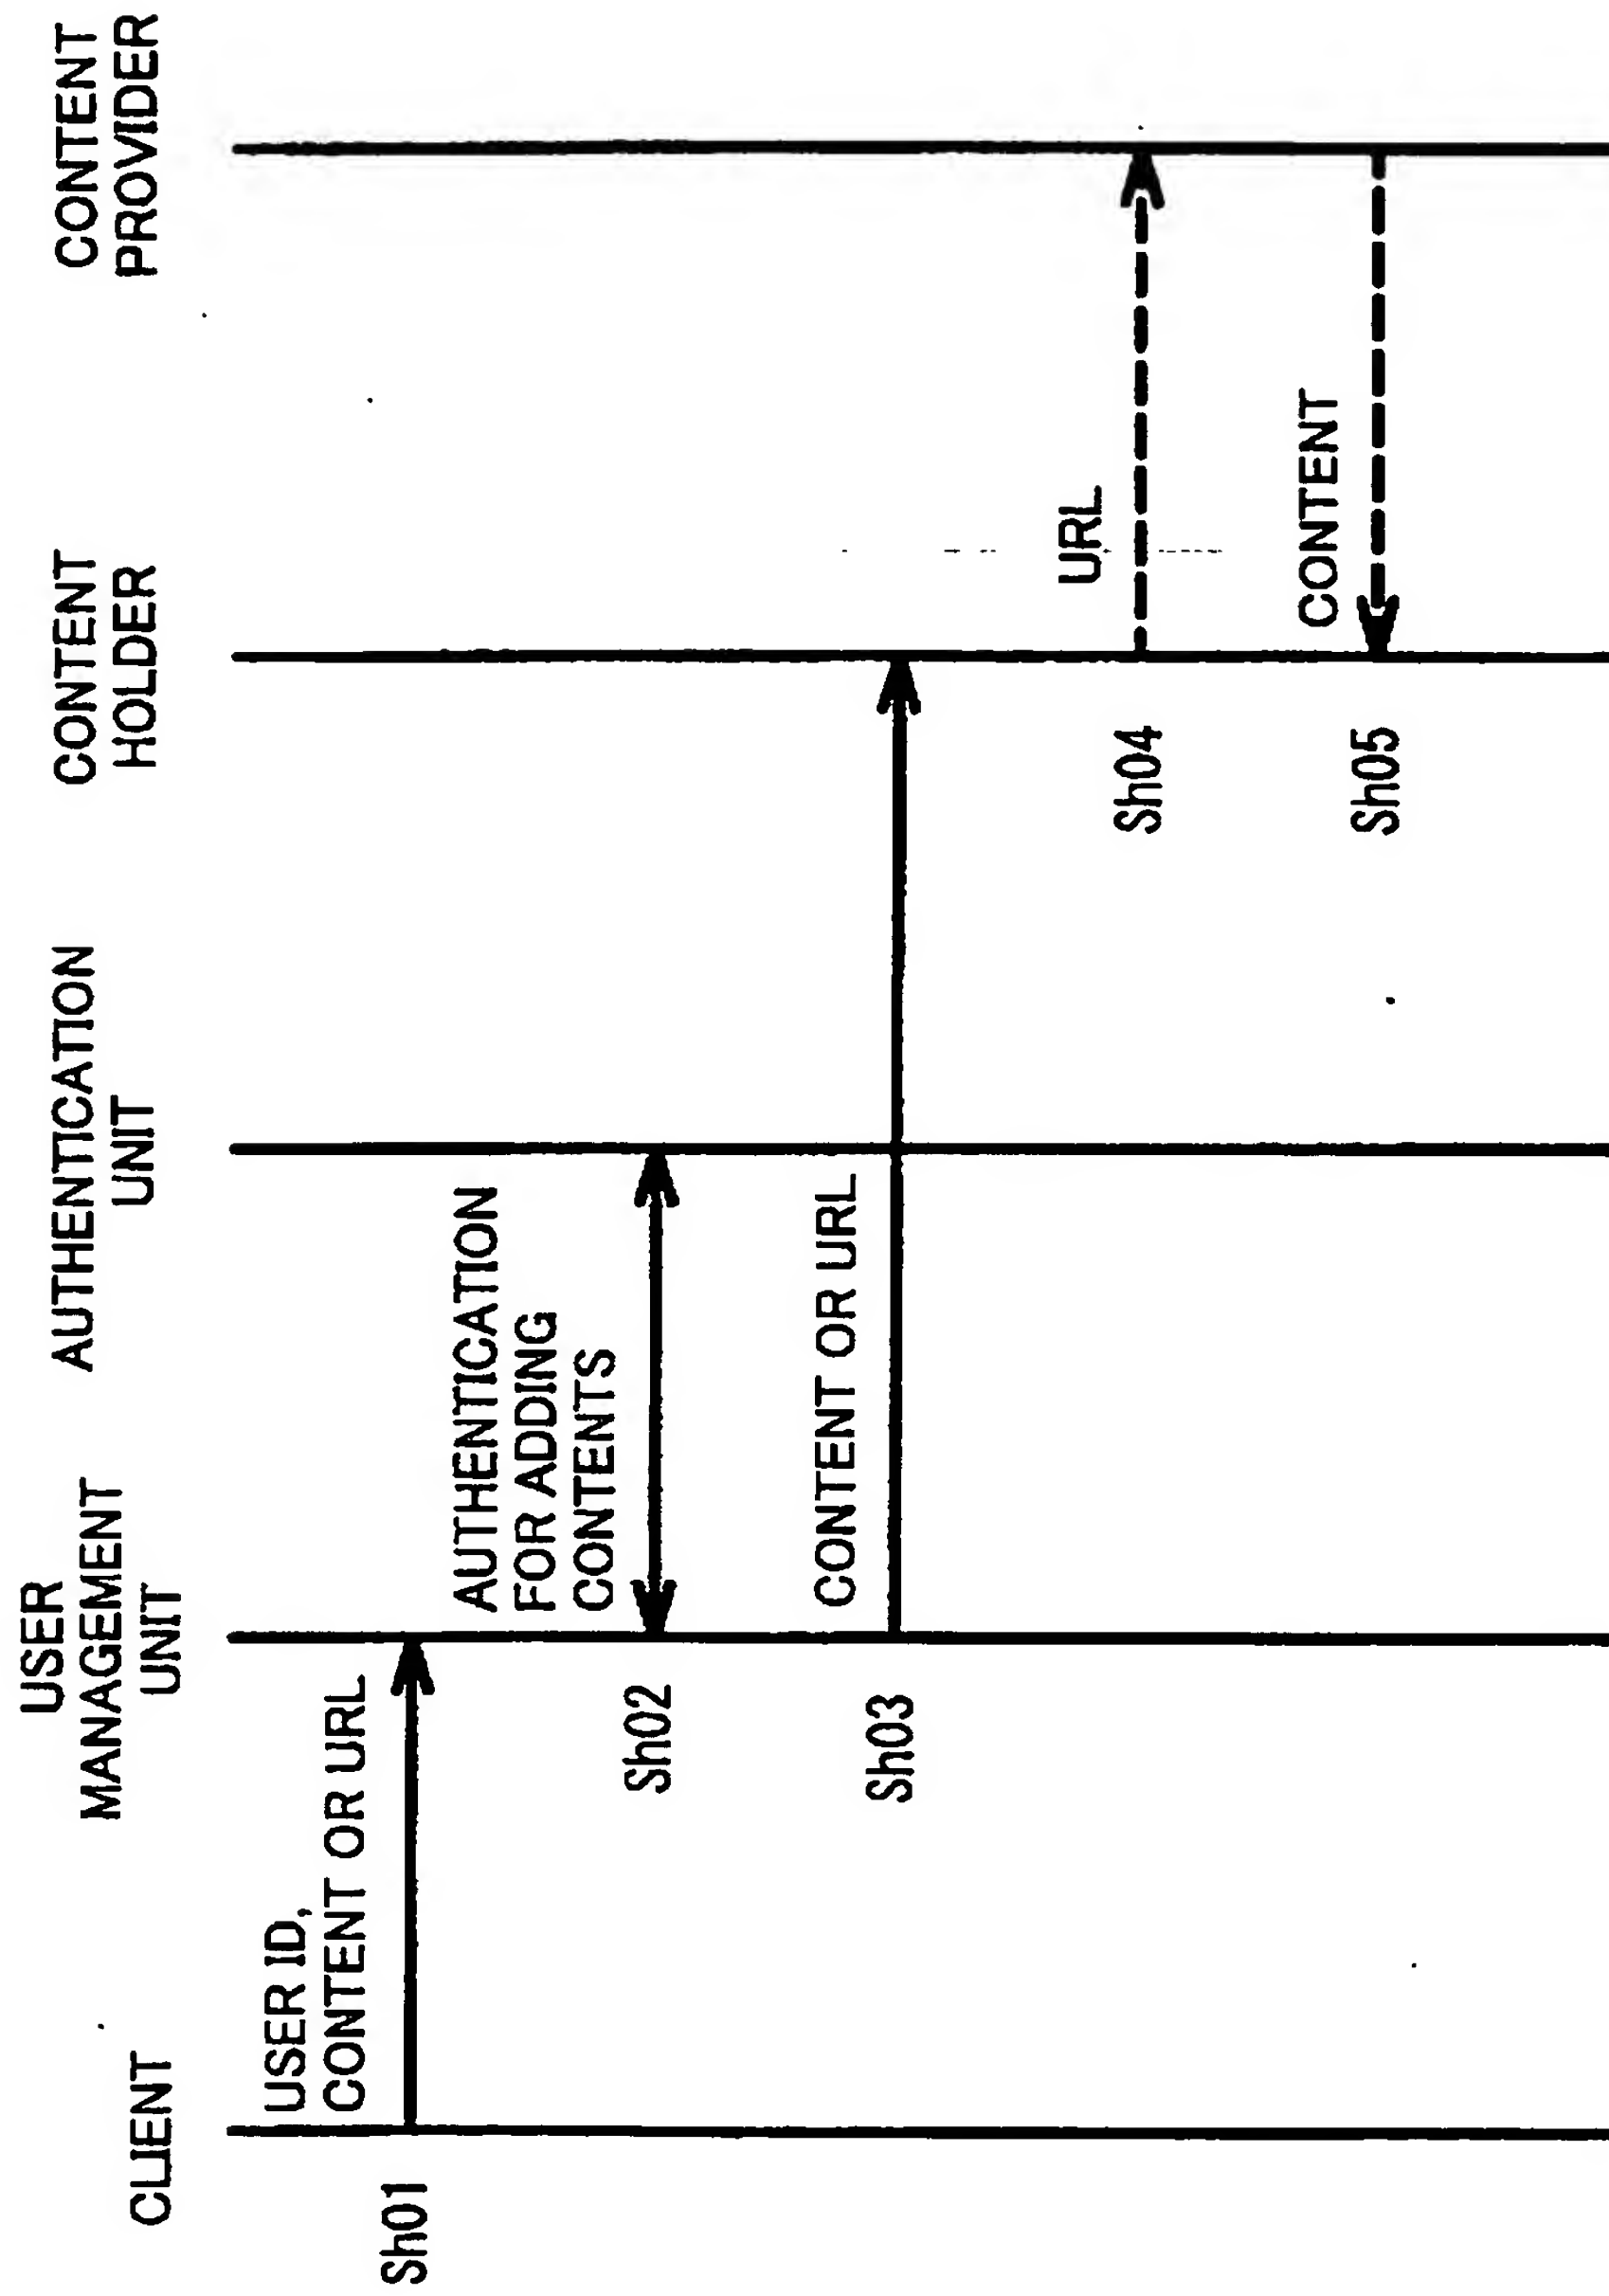 CLIENT
USER
MANAGEMENT
UNIT
AUTHENTICATION
UNIT
CONTENT
HOLDER
CONTENT
PROVIDER
Sh01
USER ID,
CONTENT OR URL
Sh02
AUTHENTICATION
FOR ADDING
CONTENTS
Sh03
CONTENT OR URL
Sh04
URL
Sh05
CONTENT